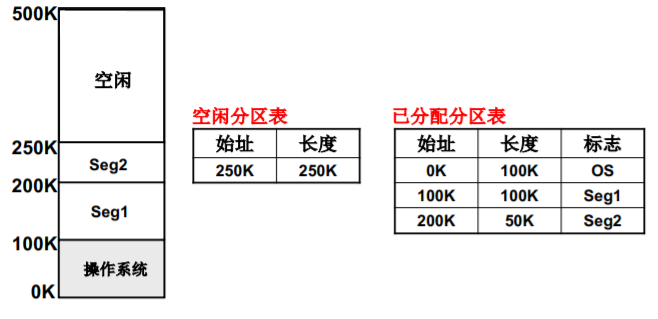 500K
空闲
250K
Seg2
200K
Seg1
100K
操作系统
0K
空闲分区表
始址 长度
250K 250K
已分配分区表
始址 长度 标志
0K 100K OS
100K 100K Seg1
200K 50K Seg2